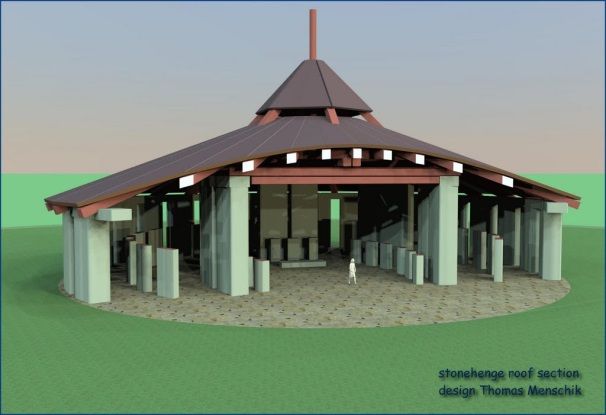 stonehenge roof section
design Thomas Menschik